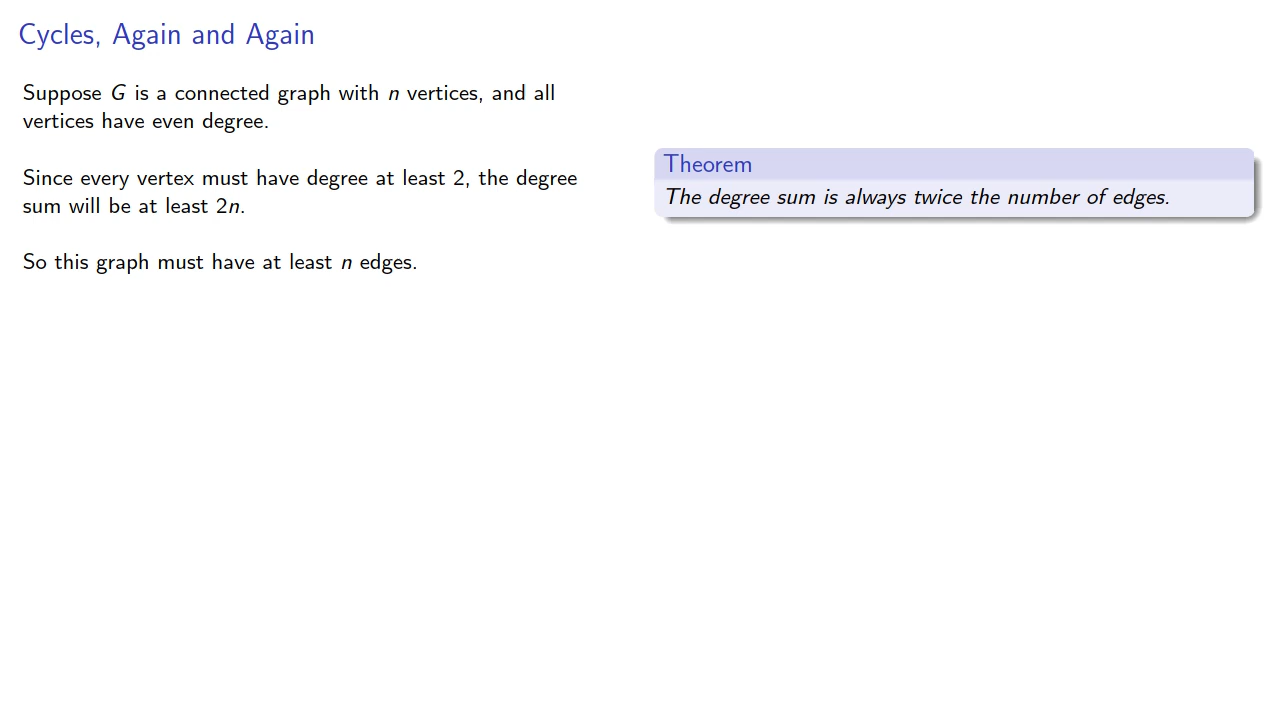 Cycles, Again and Again
Suppose G is a connected graph with n vertices, and all
vertices have even degree.
Since every vertex must have degree at least 2, the degree
sum will be at least 2n.
So this graph must have at least n edges.
Theorem
The degree sum is always twice the number of edges.